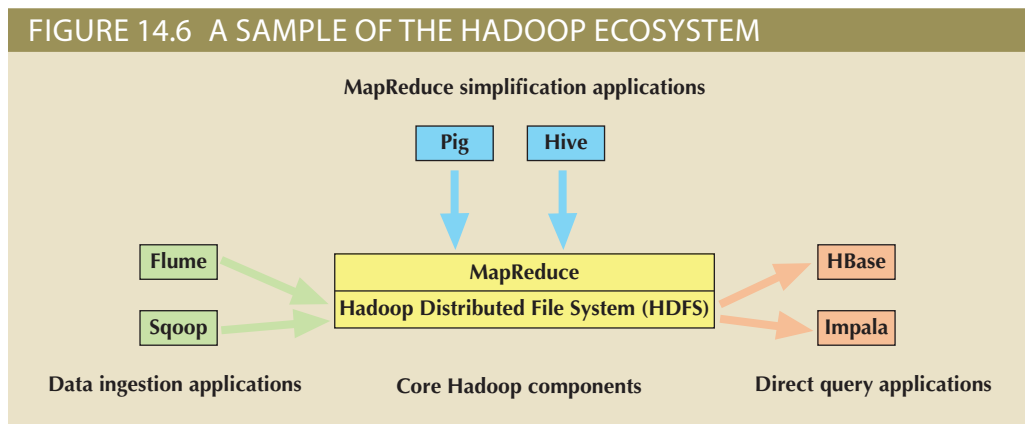 FIGURE 14.6 A SAMPLE OF THE HADOOP ECOSYSTEM
MapReduce simplification applications
Pig
Hive
Flume
Sqoop
MapReduce
Hadoop Distributed File System (HDFS)
HBase
Impala
Data ingestion applications
Core Hadoop components
Direct query applications